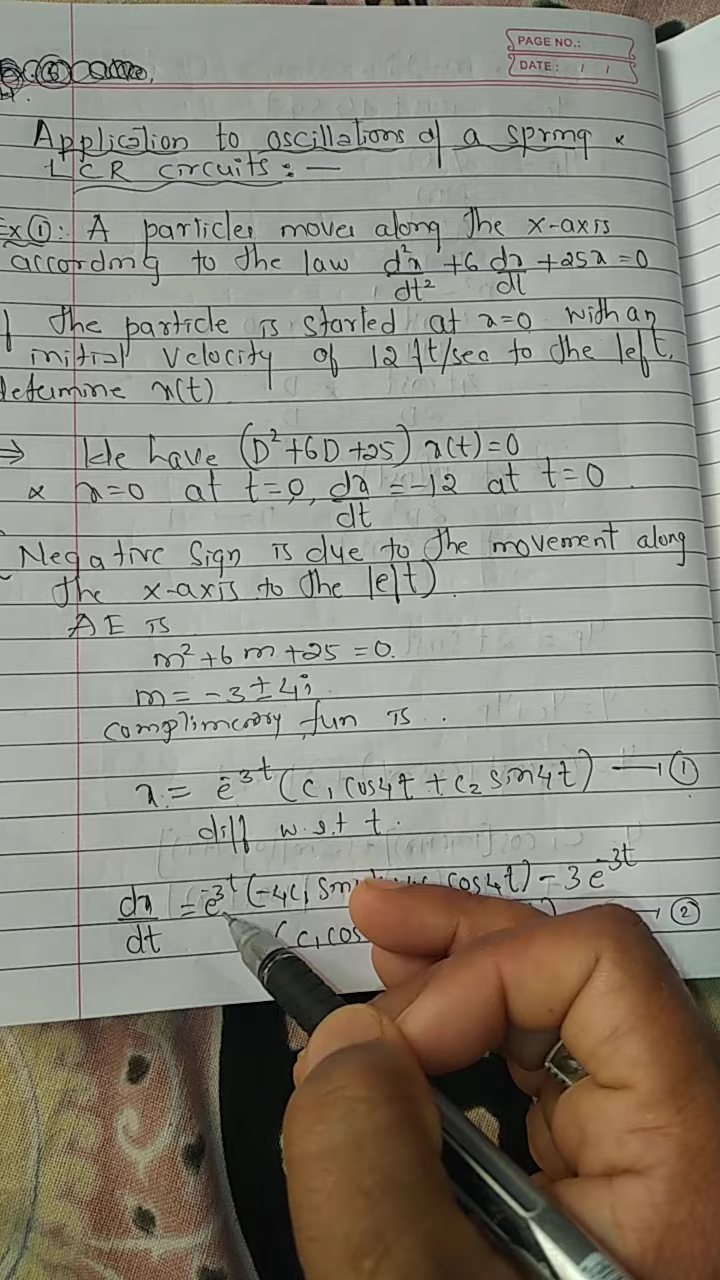 PAGE NO.:
DATE: / /
Application to oscillations of a spring &
LCR circuits: —
Ex ①: A particles moves along the x-axis
according to the law d²x/dt² + 6 dx/dt + 25x = 0
If the particle is started at x=0 with an
initial velocity of 12 ft/sec to the left,
determine x(t)
⇒ We have (D² + 6D + 25) x(t) = 0
& x=0 at t=0, dx/dt = -12 at t=0
Negative Sign is due to the movement along
the x-axis to the left)
AE is
m² + 6m + 25 = 0.
m = -3 ± 4i
fun is .
x = e^-3t (c₁ cos4t + c₂ sin4t) — ①
diff w.r.t t.
dx/dt = e^-3t (-4c₁ sin cos4t) - 3e^-3t
(c₁cos — ②